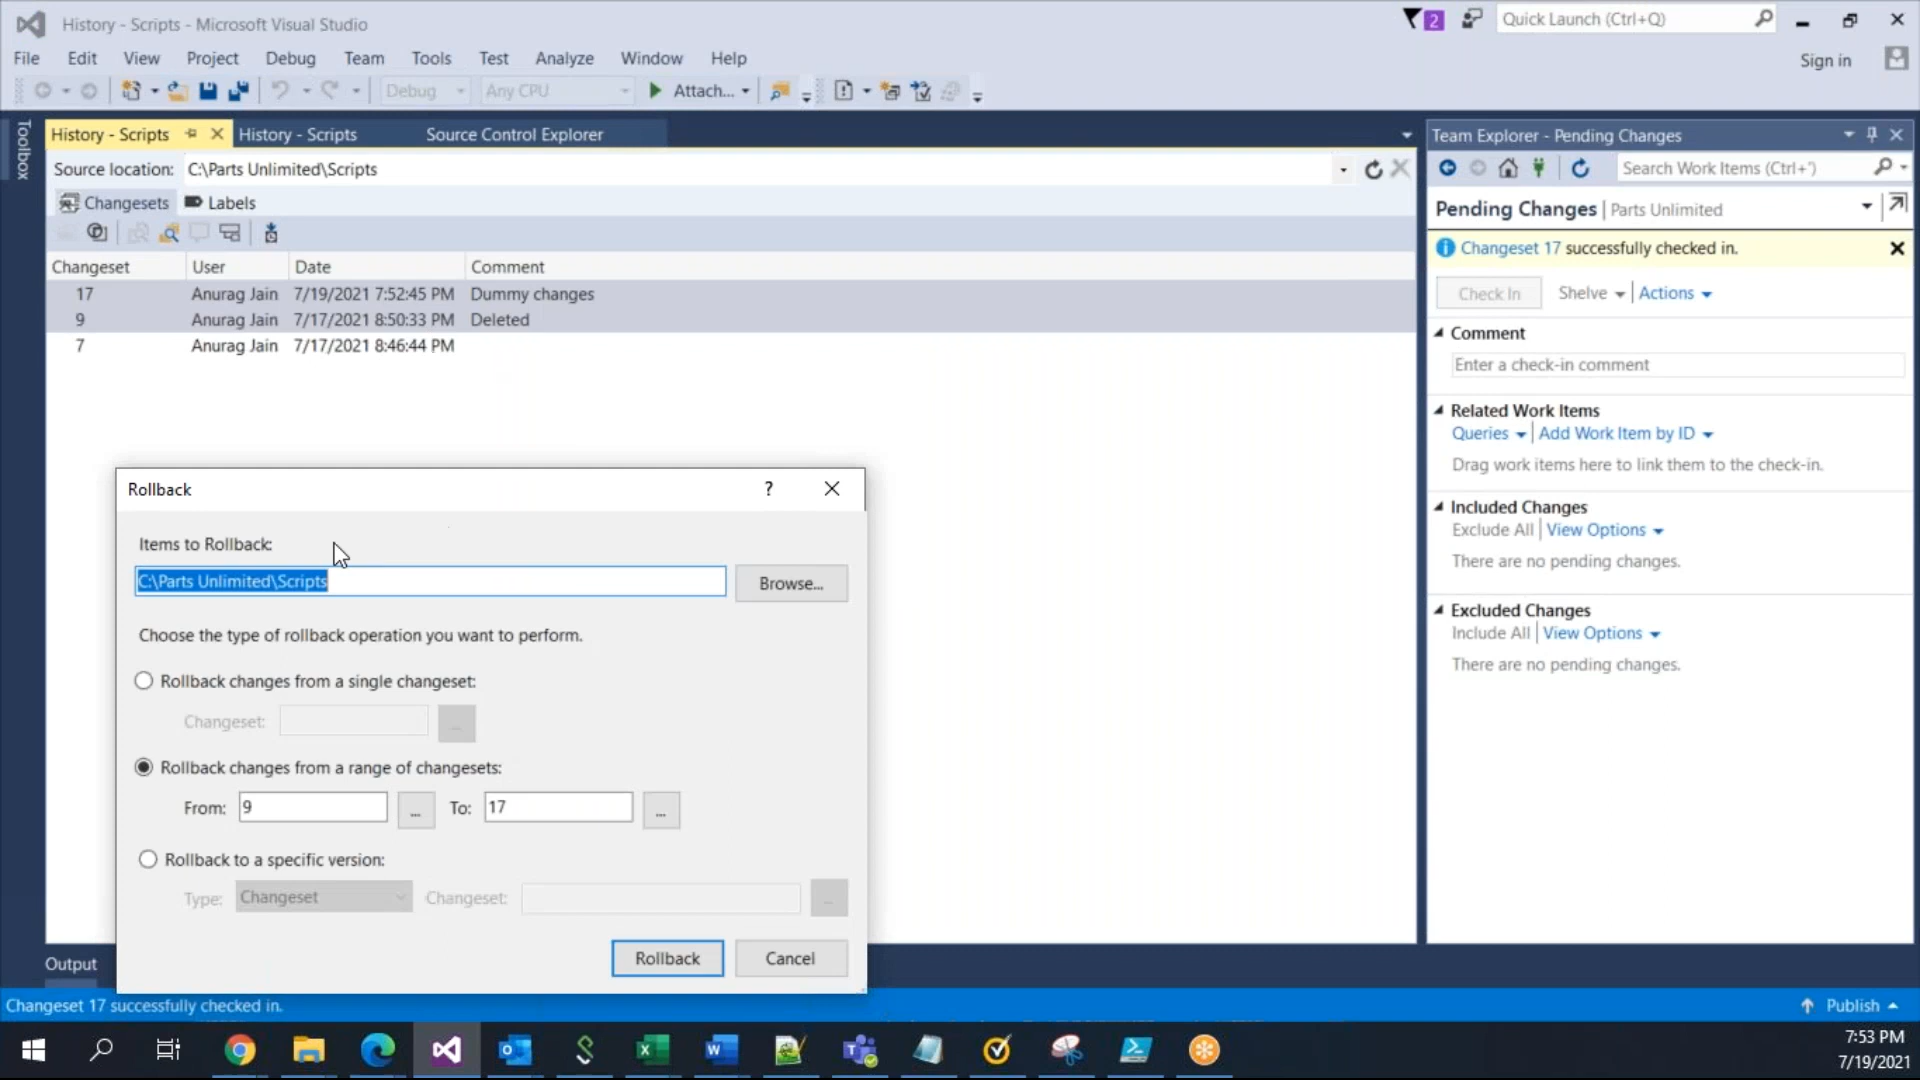 History - Scripts - Microsoft Visual Studio
2
Quick Launch (Ctrl+Q)
File Edit View Project Debug Team Tools Test Analyze Window Help
Sign in
Debug Any CPU Attach...
Toolbox
History - Scripts History - Scripts Source Control Explorer
Source location: C:\Parts Unlimited\Scripts
Changesets Labels
Changeset User Date Comment
17 Anurag Jain 7/19/2021 7:52:45 PM Dummy changes
9 Anurag Jain 7/17/2021 8:50:33 PM Deleted
7 Anurag Jain 7/17/2021 8:46:44 PM
Team Explorer - Pending Changes
Search Work Items (Ctrl+')
Pending Changes | Parts Unlimited
Changeset 17 successfully checked in.
Check In Shelve Actions
Comment
Enter a check-in comment
Related Work Items
Queries Add Work Item by ID
Drag work items here to link them to the check-in.
Included Changes
Exclude All View Options
There are no pending changes.
Excluded Changes
Include All View Options
There are no pending changes.
Rollback
?
Items to Rollback:
C:\Parts Unlimited\Scripts
Browse...
Choose the type of rollback operation you want to perform.
Rollback changes from a single changeset:
Changeset: ...
Rollback changes from a range of changesets:
From: 9 ... To: 17 ...
Rollback to a specific version:
Type: Changeset Changeset: ...
Rollback Cancel
Output
Changeset 17 successfully checked in.
Publish
7:53 PM
7/19/2021